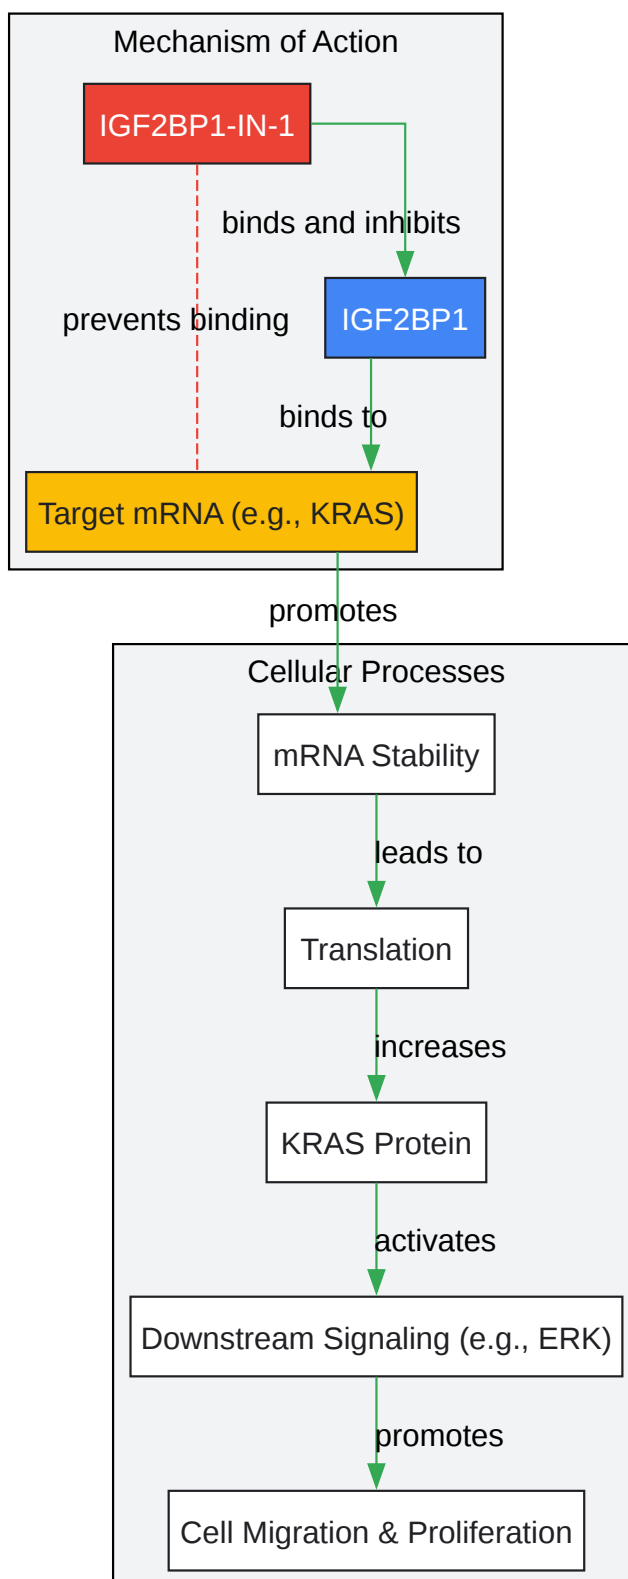 Mechanism of Action
IGF2BP1-IN-1
binds and inhibits
prevents binding
IGF2BP1
binds to
Target mRNA (e.g., KRAS)
promotes
Cellular Processes
mRNA Stability
leads to
Translation
increases
KRAS Protein
activates
Downstream Signaling (e.g., ERK)
promotes
Cell Migration & Proliferation